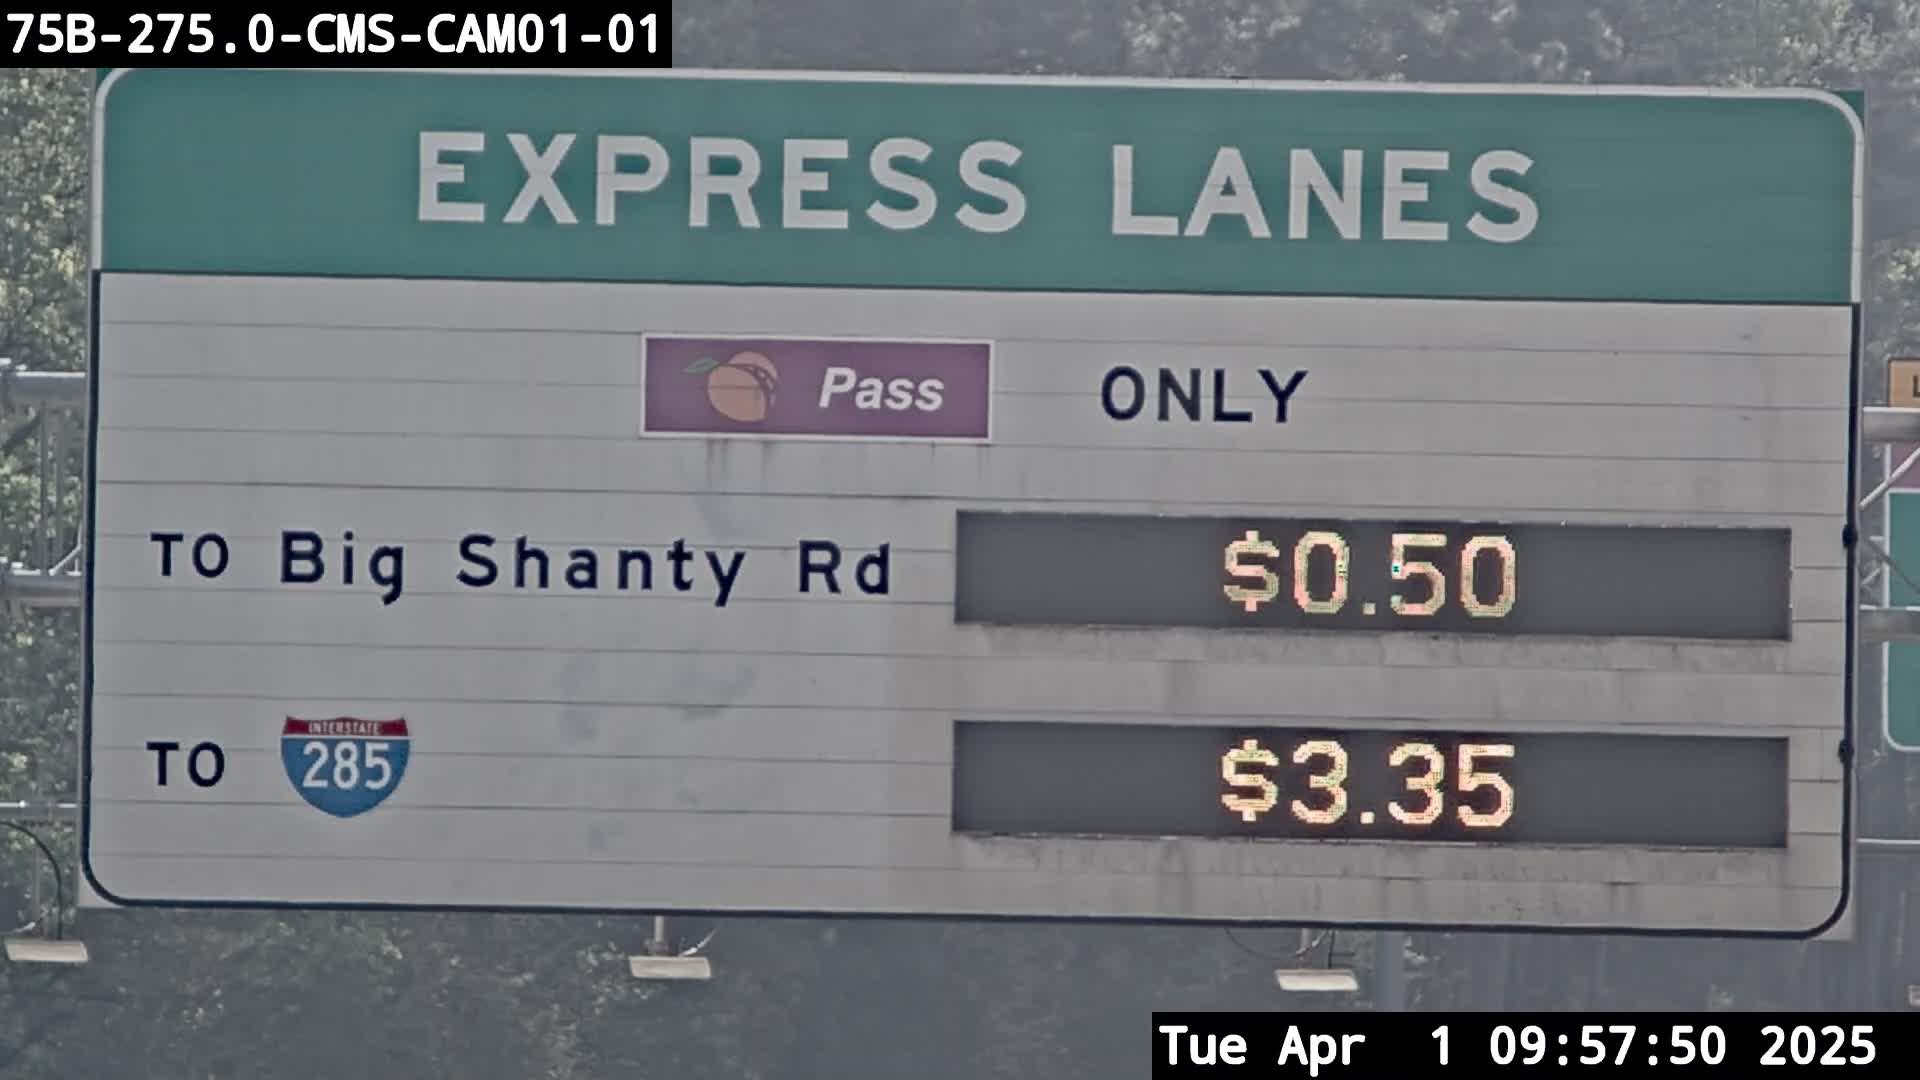 75B-275.0-CMS-CAM01-01
EXPRESS LANES
Pass ONLY
TO Big Shanty Rd $0.50
INTERSTATE
TO 285 $3.35
Tue Apr 1 09:57:50 2025